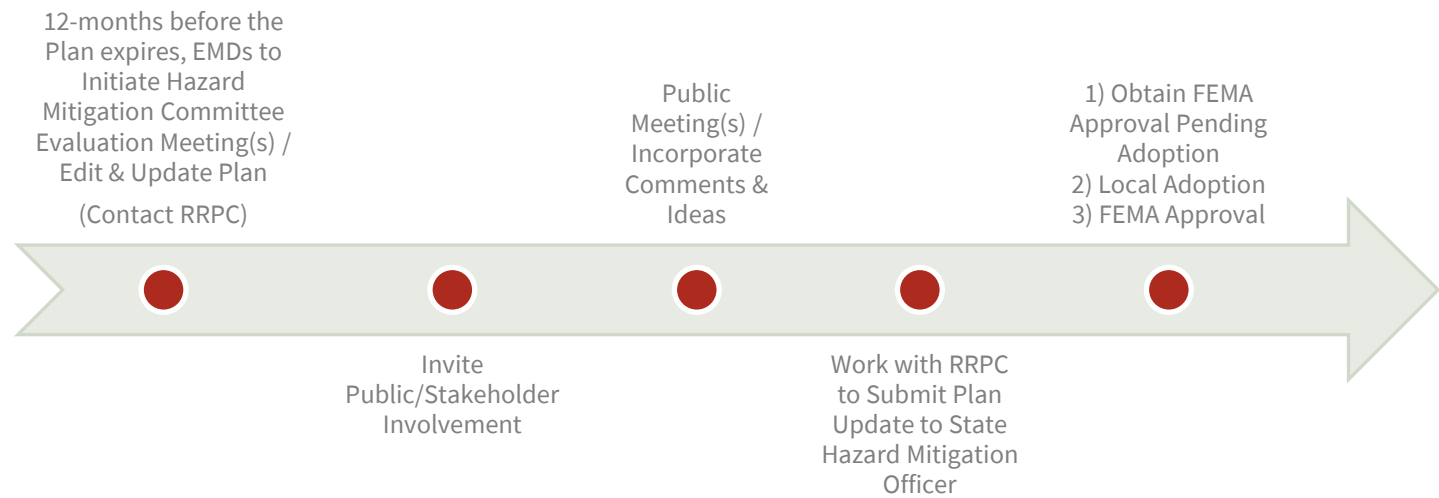 12-months before the
Plan expires, EMDs to
Initiate Hazard
Mitigation Committee
Evaluation Meeting(s) /
Edit & Update Plan
(Contact RRPC)
Invite
Public/Stakeholder
Involvement
Public
Meeting(s) /
Incorporate
Comments &
Ideas
Work with RRPC
to Submit Plan
Update to State
Hazard Mitigation
Officer
1) Obtain FEMA
Approval Pending
Adoption
2) Local Adoption
3) FEMA Approval